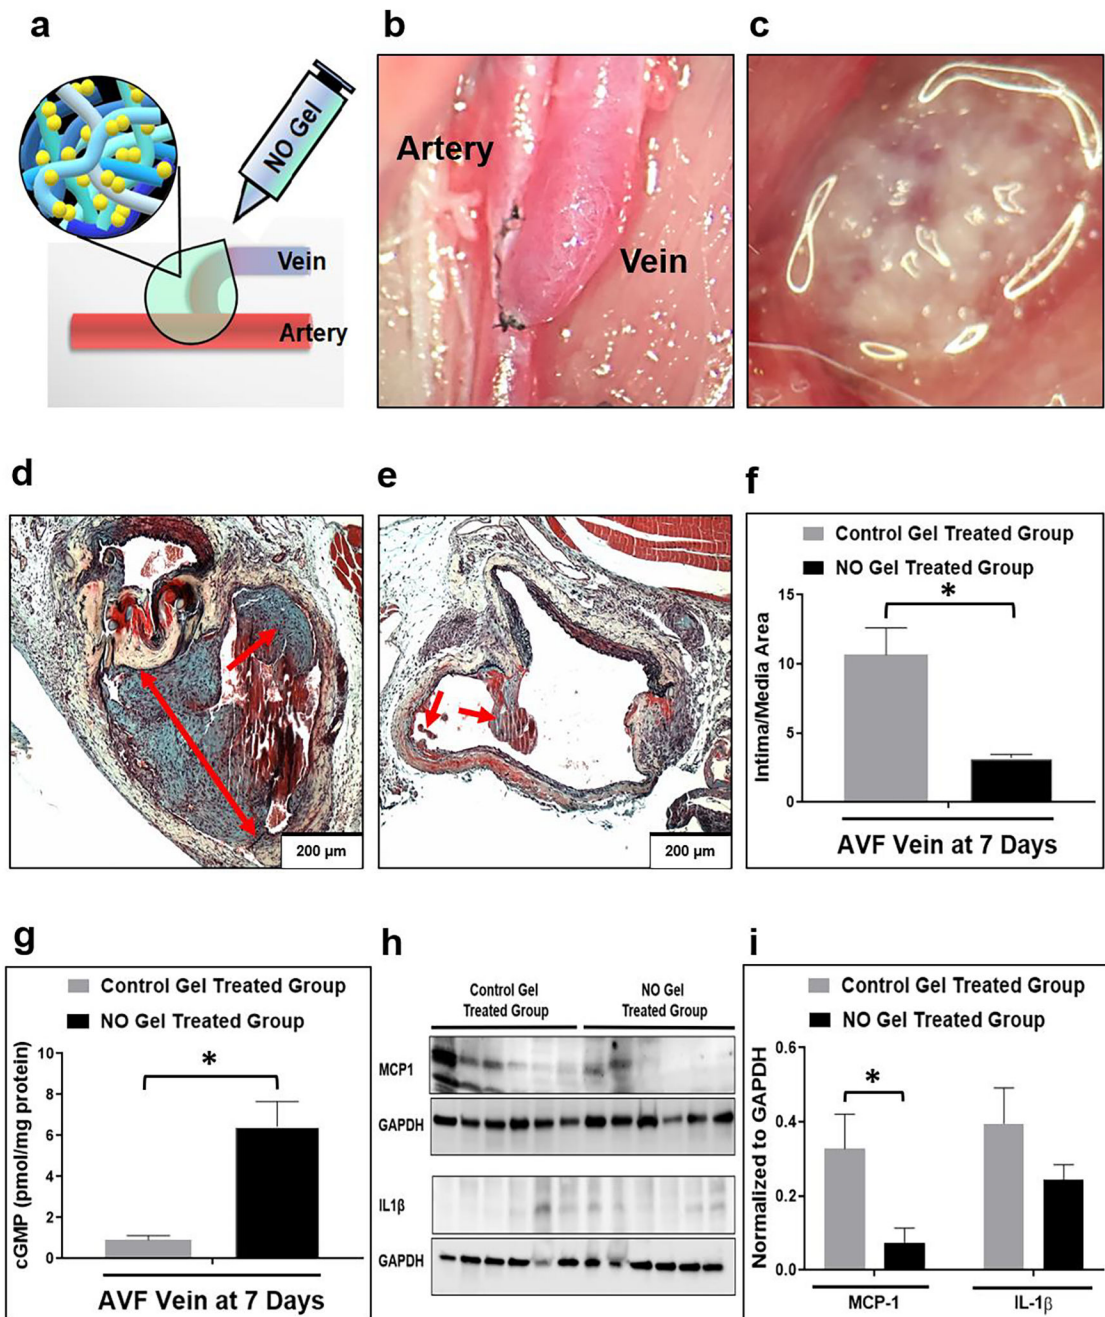 a
NO Gel
Vein
Artery
b
Artery
Vein
c
d
200 µm
e
200 µm
f
Control Gel Treated Group
NO Gel Treated Group
Intima/Media Area
15
10
5
0
*
AVF Vein at 7 Days
g
Control Gel Treated Group
NO Gel Treated Group
cGMP (pmol/mg protein)
10
8
6
4
2
0
*
AVF Vein at 7 Days
h
Control Gel
Treated Group
NO Gel
Treated Group
MCP1
GAPDH
IL1β
GAPDH
i
Control Gel Treated Group
NO Gel Treated Group
Normalized to GAPDH
0.6
0.4
0.2
0.0
*
MCP-1
IL-1β